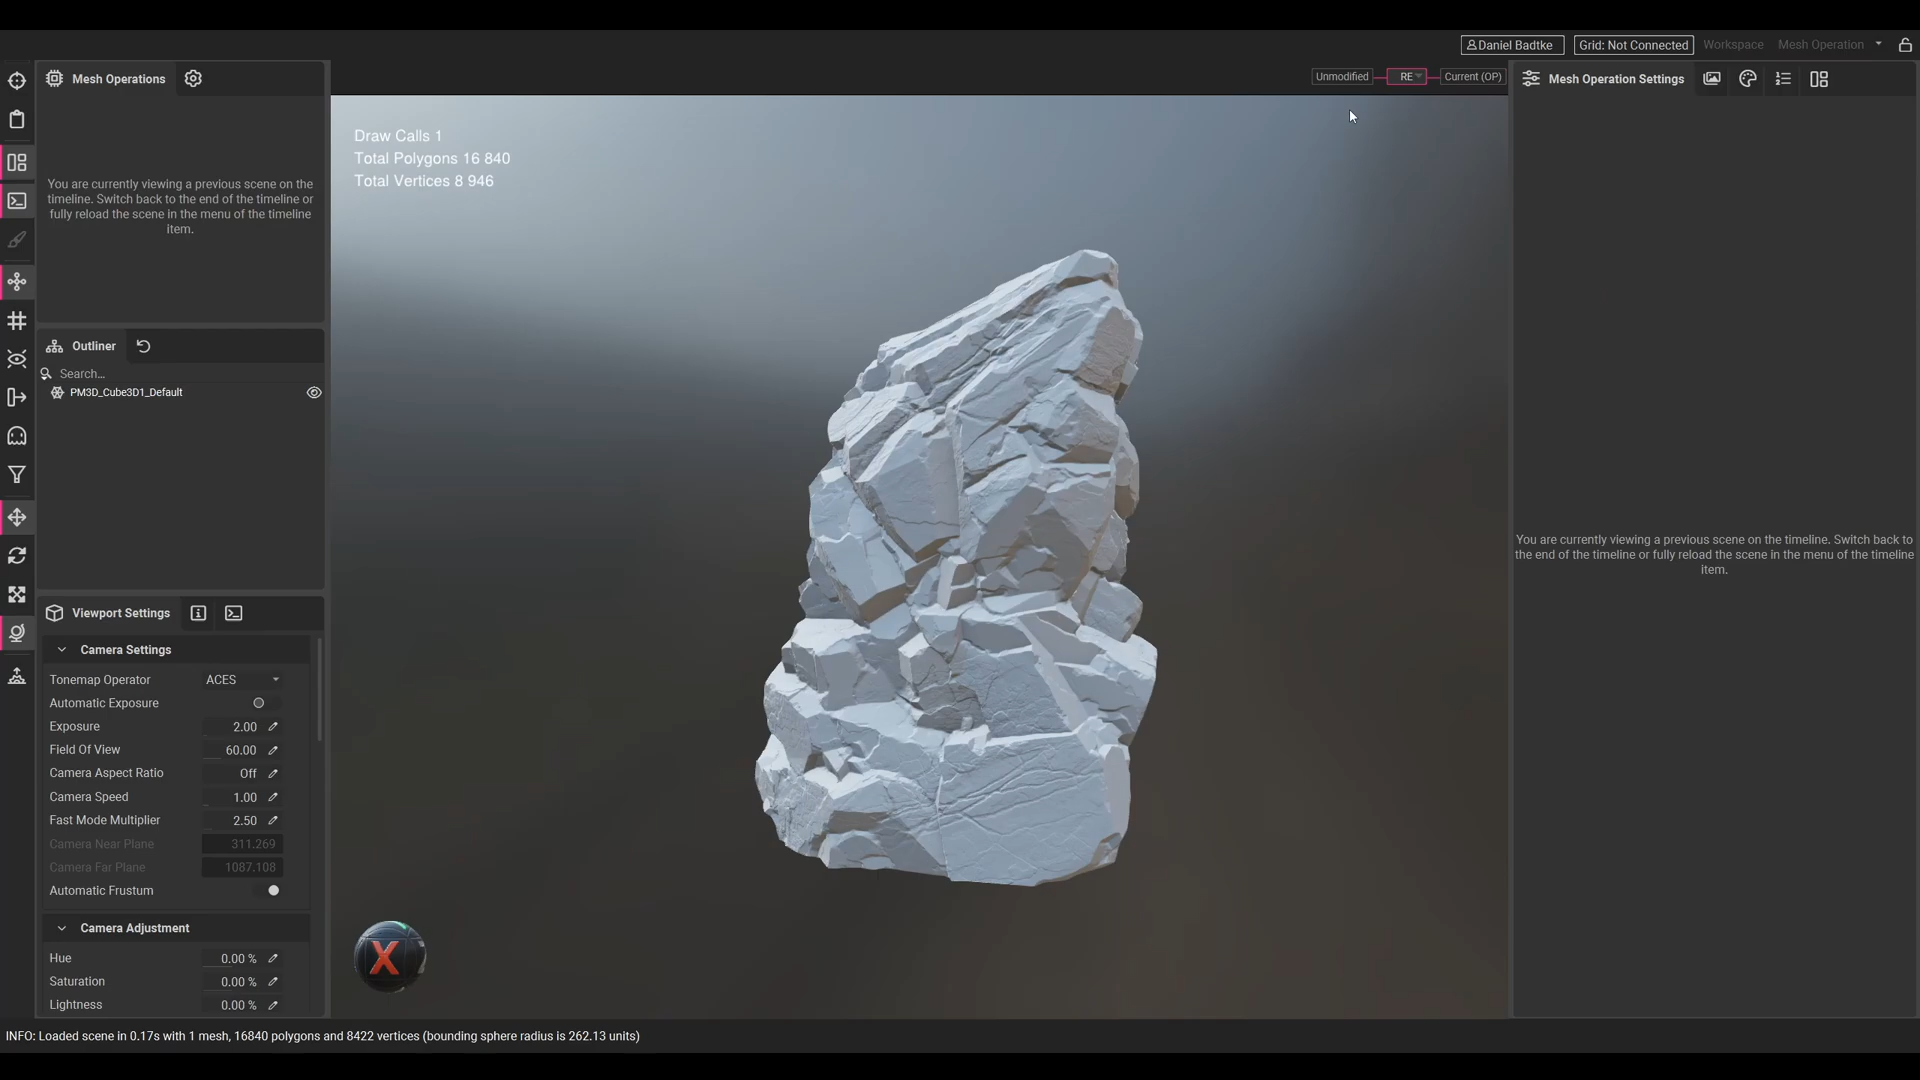 Daniel Badtke
Grid: Not Connected
Workspace
Mesh Operation
Mesh Operations
Unmodified
RE
Current (OP)
Mesh Operation Settings
Draw Calls 1
Total Polygons 16 840
Total Vertices 8 946
You are currently viewing a previous scene on the
timeline. Switch back to the end of the timeline or
fully reload the scene in the menu of the timeline
item.
Outliner
Search...
PM3D_Cube3D1_Default
You are currently viewing a previous scene on the timeline. Switch back to
the end of the timeline or fully reload the scene in the menu of the timeline
item.
Viewport Settings
Camera Settings
Tonemap Operator ACES
Automatic Exposure
Exposure 2.00
Field Of View 60.00
Camera Aspect Ratio Off
Camera Speed 1.00
Fast Mode Multiplier 2.50
Camera Near Plane 311.269
Camera Far Plane 1087.108
Automatic Frustum
Camera Adjustment
Hue 0.00 %
Saturation 0.00 %
Lightness 0.00 %
X
INFO: Loaded scene in 0.17s with 1 mesh, 16840 polygons and 8422 vertices (bounding sphere radius is 262.13 units)